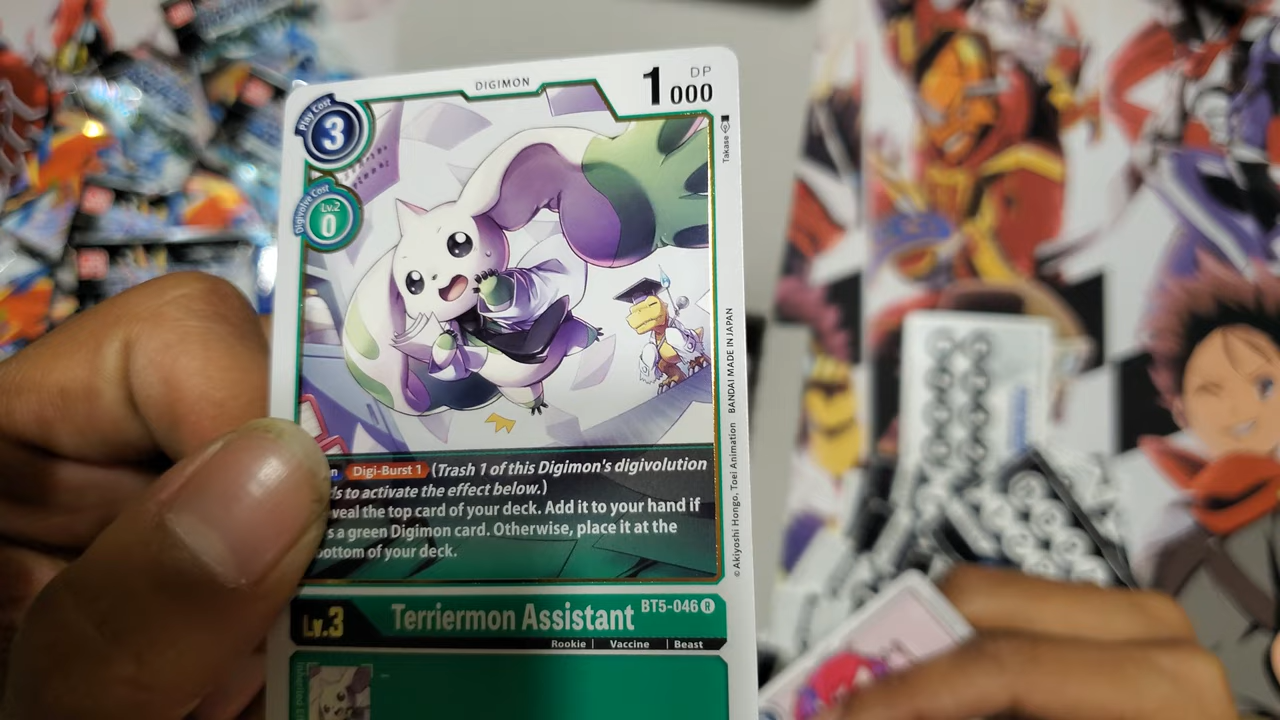 DIGIMON
DP
1000
Play Cost
3
Digivolve Cost
Lv.2
0
Takase
BANDAI MADE IN JAPAN
© Akiyoshi Hongo, Toei Animation
Digi-Burst 1 (Trash 1 of this Digimon's digivolution
to activate the effect below.)
top card of your deck. Add it to your hand if
a green Digimon card. Otherwise, place it at the
of your deck.
Lv.3
Terriermon Assistant
BT5-046 R
Rookie | Vaccine | Beast